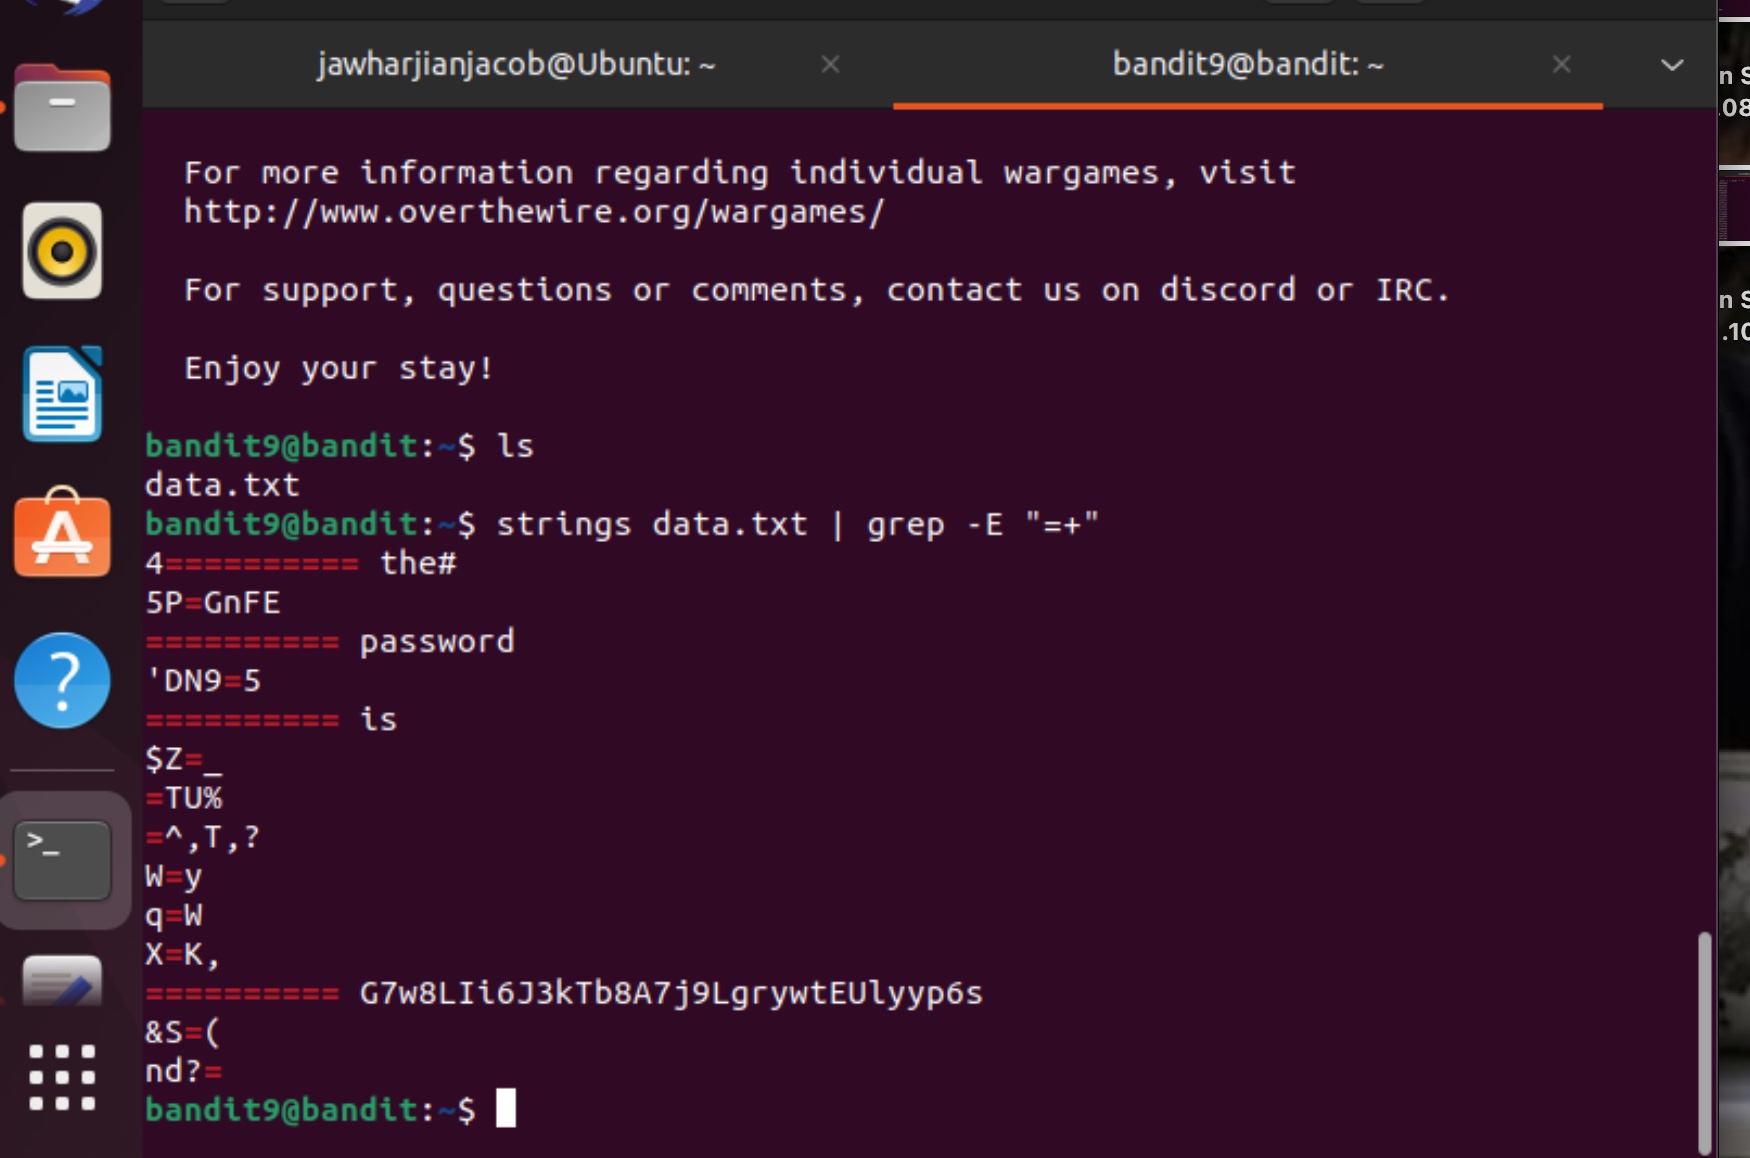 jawharjianjacob@Ubuntu: ~ × bandit9@bandit: ~ ×
n S
.08
For more information regarding individual wargames, visit
http://www.overthewire.org/wargames/
For support, questions or comments, contact us on discord or IRC.
n S
.10
Enjoy your stay!
bandit9@bandit:~$ ls
data.txt
bandit9@bandit:~$ strings data.txt | grep -E "=+"
4========== the#
5P=GnFE
========== password
'DN9=5
========== is
$Z=_
=TU%
=^,T,?
W=y
q=W
X=K,
========== G7w8LIi6J3kTb8A7j9LgrywtEUlyyp6s
&S=(
nd?=
bandit9@bandit:~$